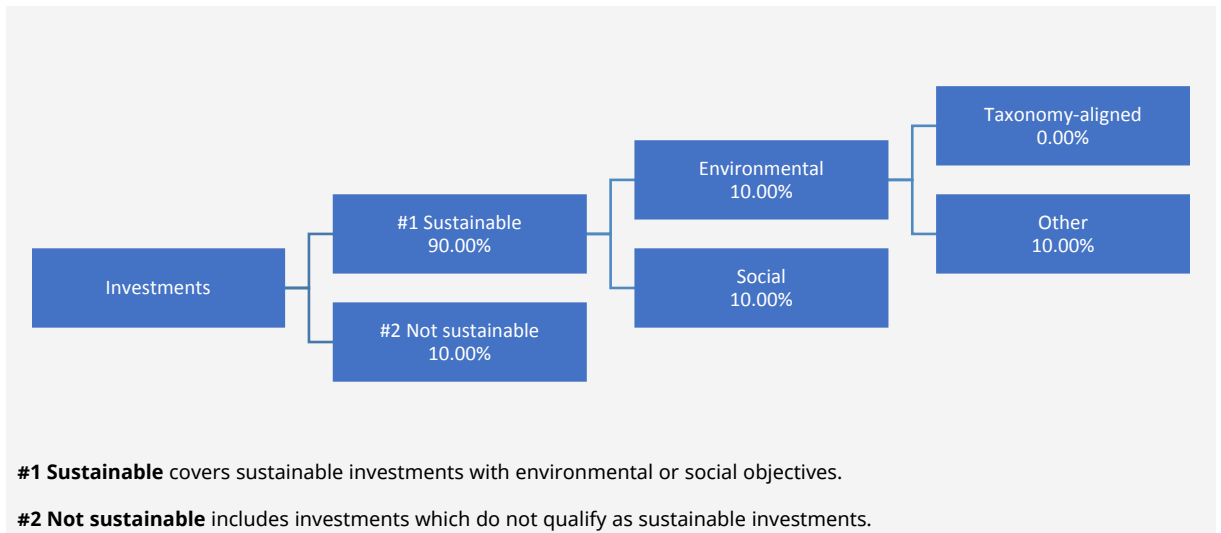 Investments
#1 Sustainable
90.00%
#2 Not sustainable
10.00%
Environmental
10.00%
Social
10.00%
Taxonomy-aligned
0.00%
Other
10.00%
#1 Sustainable covers sustainable investments with environmental or social objectives.
#2 Not sustainable includes investments which do not qualify as sustainable investments.